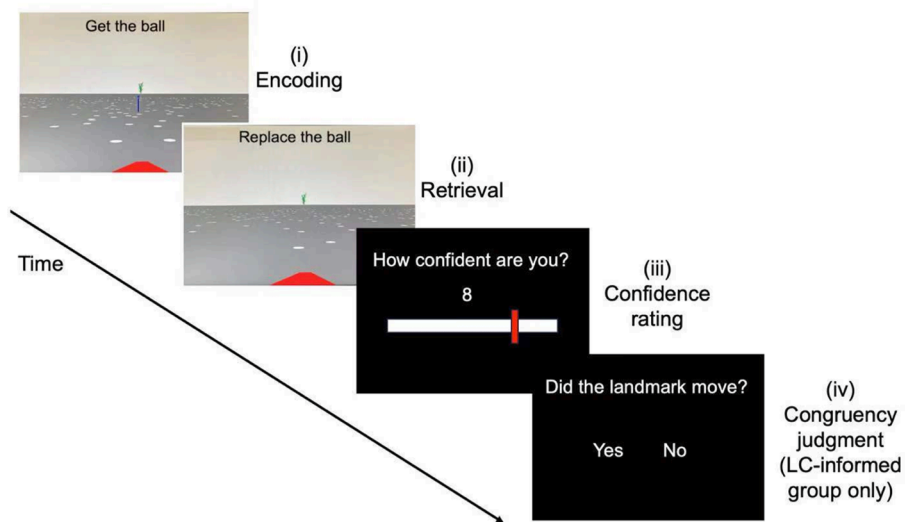 Get the ball
(i)
Encoding
Replace the ball
(ii)
Retrieval
Time
How confident are you?
8
(iii)
Confidence
rating
Did the landmark move?
Yes No
(iv)
Congruency
judgment
(LC-informed
group only)